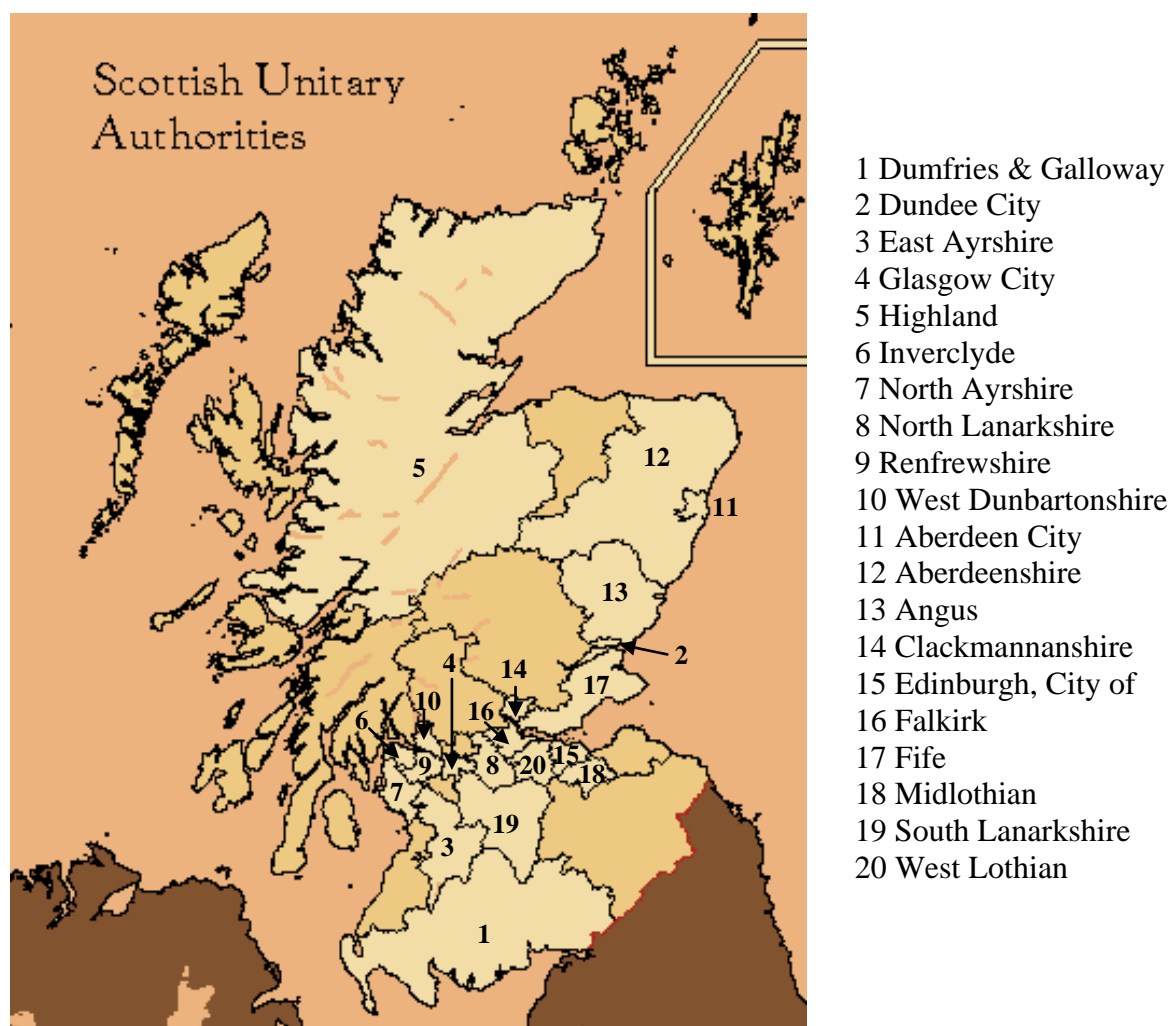 Scottish Unitary
Authorities
5
12
11
13
2
4
14
17
10
16
6
15
9
8
20
18
7
19
3
1
1 Dumfries & Galloway
2 Dundee City
3 East Ayrshire
4 Glasgow City
5 Highland
6 Inverclyde
7 North Ayrshire
8 North Lanarkshire
9 Renfrewshire
10 West Dunbartonshire
11 Aberdeen City
12 Aberdeenshire
13 Angus
14 Clackmannanshire
15 Edinburgh, City of
16 Falkirk
17 Fife
18 Midlothian
19 South Lanarkshire
20 West Lothian